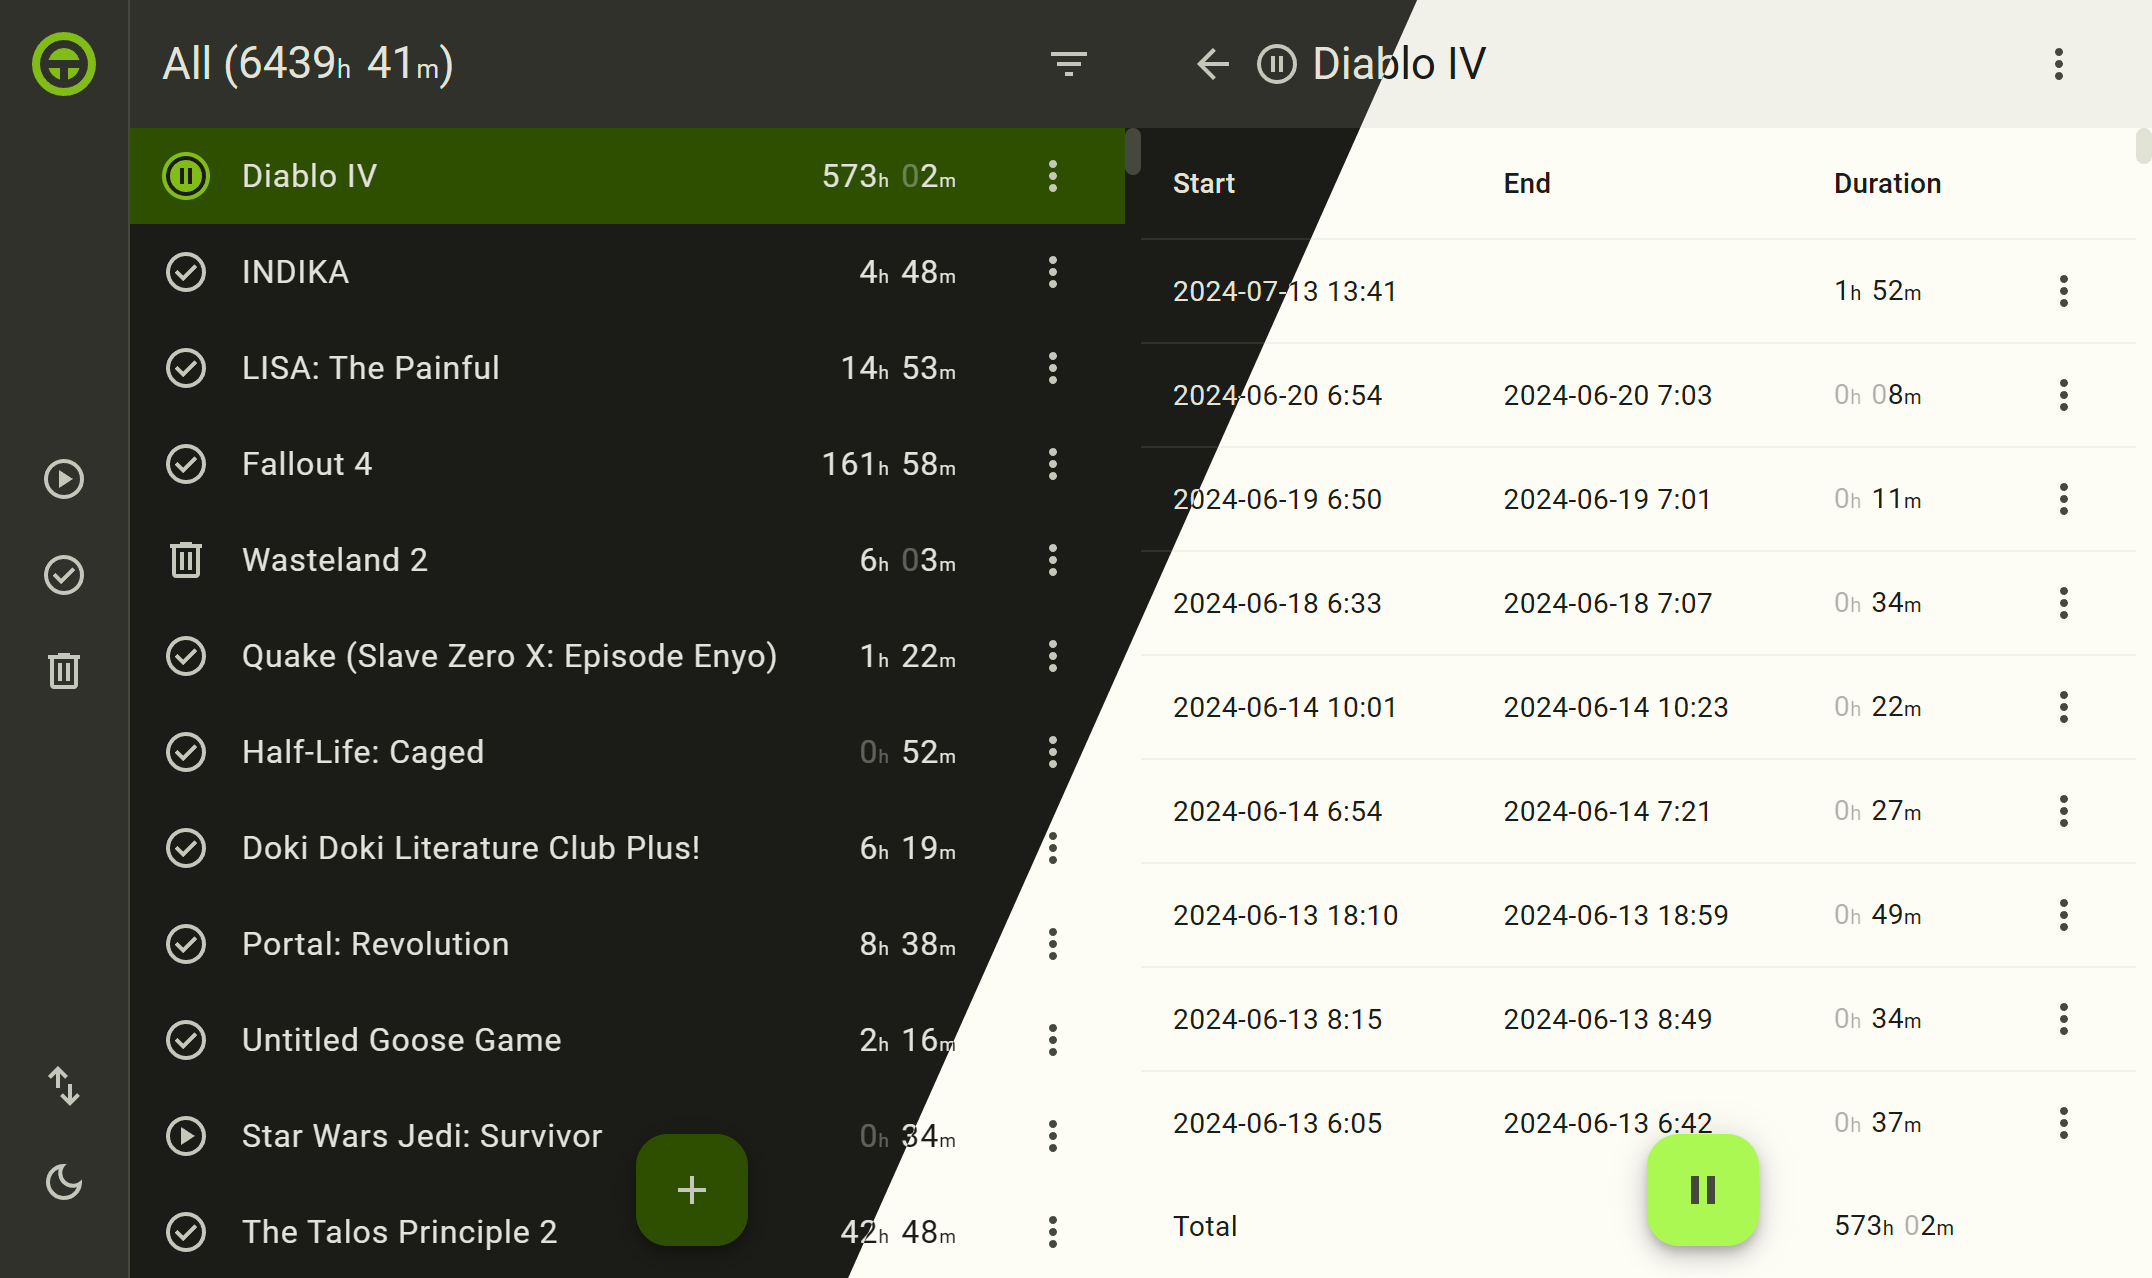 All (6439h 41m)
Diablo IV 573h 02m
INDIKA 4h 48m
LISA: The Painful 14h 53m
Fallout 4 161h 58m
Wasteland 2 6h 03m
Quake (Slave Zero X: Episode Enyo) 1h 22m
Half-Life: Caged 0h 52m
Doki Doki Literature Club Plus! 6h 19m
Portal: Revolution 8h 38m
Untitled Goose Game 2h 16m
Star Wars Jedi: Survivor 0h 34m
The Talos Principle 2 42h 48m
Diablo IV
Start End Duration
2024-07-13 13:41 1h 52m
2024-06-20 6:54 2024-06-20 7:03 0h 08m
2024-06-19 6:50 2024-06-19 7:01 0h 11m
2024-06-18 6:33 2024-06-18 7:07 0h 34m
2024-06-14 10:01 2024-06-14 10:23 0h 22m
2024-06-14 6:54 2024-06-14 7:21 0h 27m
2024-06-13 18:10 2024-06-13 18:59 0h 49m
2024-06-13 8:15 2024-06-13 8:49 0h 34m
2024-06-13 6:05 2024-06-13 6:42 0h 37m
Total 573h 02m